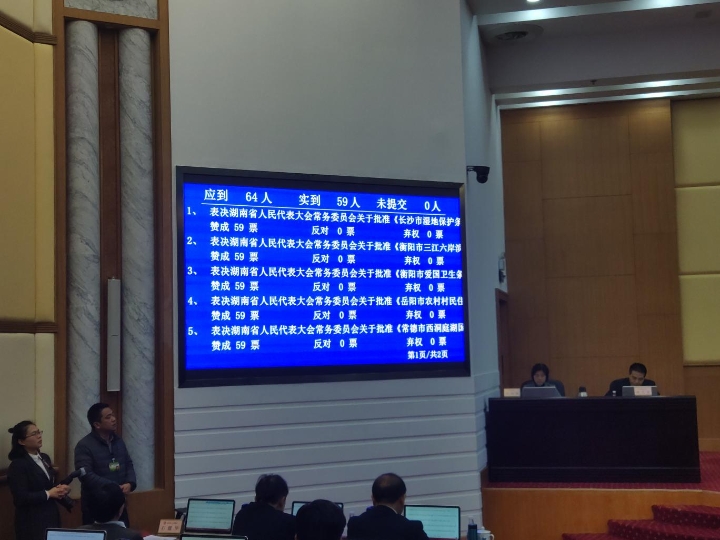 应到 64 人 实到 59 人 未提交 0 人
1、 表决湖南省人民代表大会常务委员会关于批准《长沙市湿地保护条
赞成 59 票 反对 0 票 弃权 0 票
2、 表决湖南省人民代表大会常务委员会关于批准《衡阳市三江六岸滨
赞成 59 票 反对 0 票 弃权 0 票
3、 表决湖南省人民代表大会常务委员会关于批准《衡阳市爱国卫生条
赞成 59 票 反对 0 票 弃权 0 票
4、 表决湖南省人民代表大会常务委员会关于批准《岳阳市农村村民住
赞成 59 票 反对 0 票 弃权 0 票
5、 表决湖南省人民代表大会常务委员会关于批准《常德市西洞庭湖国
赞成 59 票 反对 0 票 弃权 0 票
第1页/共2页